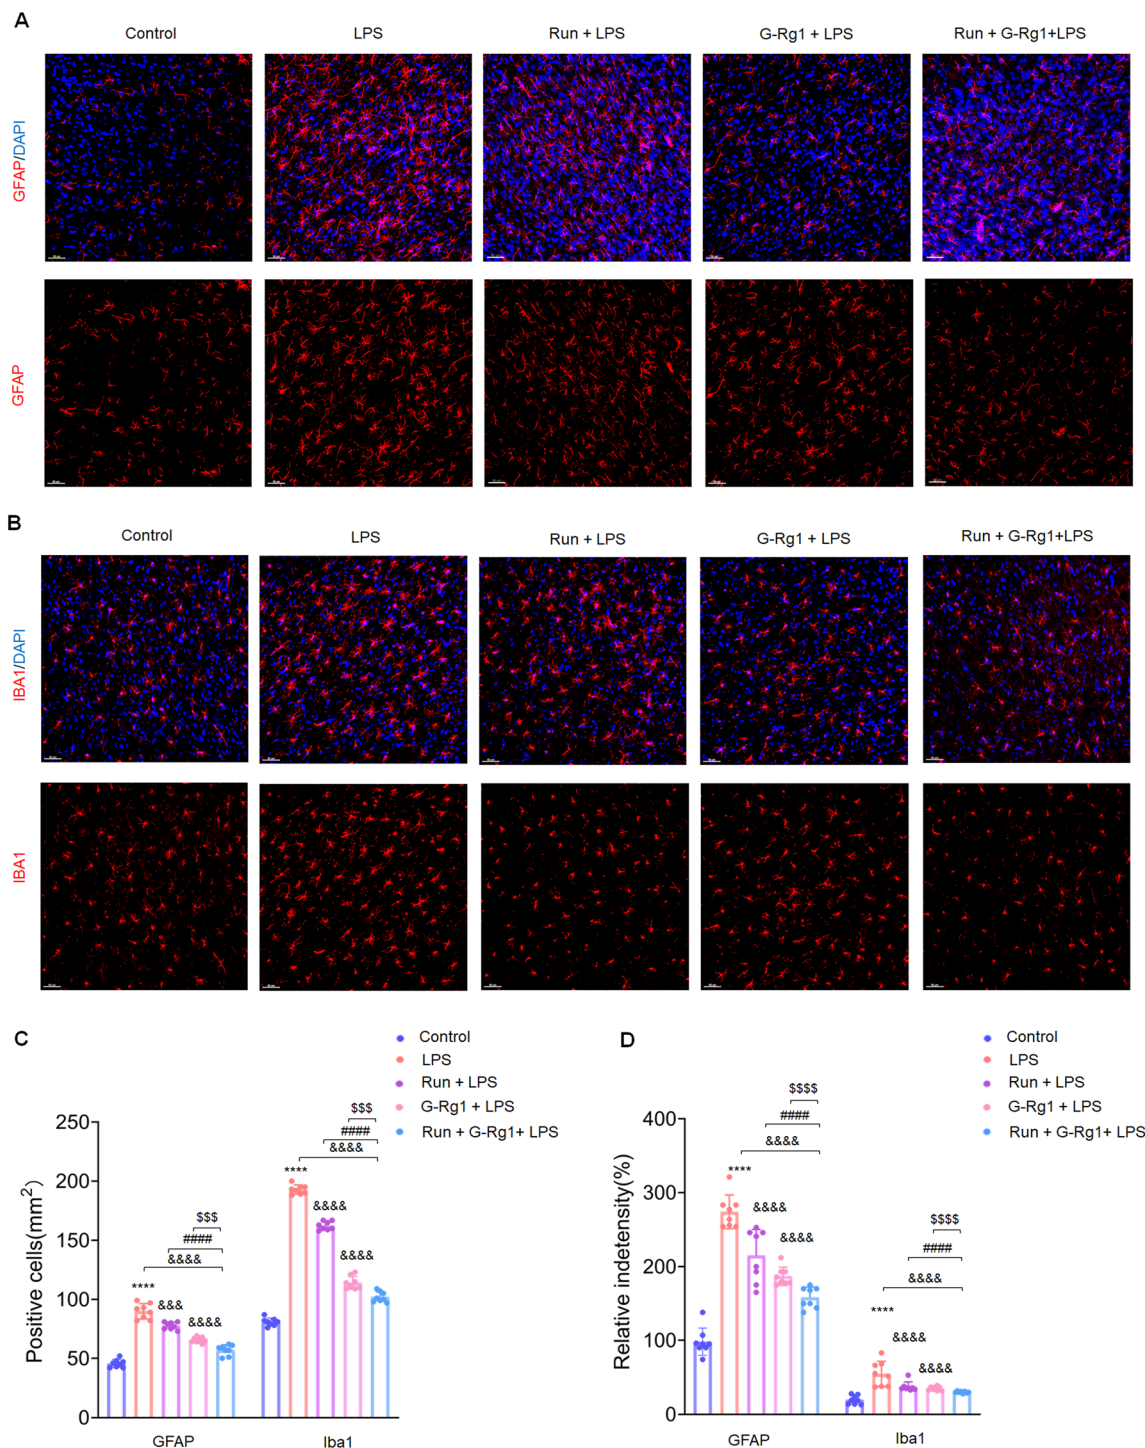 A
Control LPS Run + LPS G-Rg1 + LPS Run + G-Rg1+LPS
GFAP/DAPI
GFAP
B
Control LPS Run + LPS G-Rg1 + LPS Run + G-Rg1+LPS
IBA1/DAPI
IBA1
C
Control
LPS
Run + LPS
G-Rg1 + LPS
Run + G-Rg1+ LPS
Positive cells(mm²)
250
200
150
100
50
0
$$$
####
&&&&
****
&&&
&&&&
$$$
####
&&&&
****
&&&&
&&&&
GFAP Iba1
D
Control
LPS
Run + LPS
G-Rg1 + LPS
Run + G-Rg1+ LPS
Relative indetensity(%)
400
300
200
100
0
$$$$
####
&&&&
****
&&&&
&&&&
$$$$
####
&&&&
****
&&&&
&&&&
GFAP Iba1